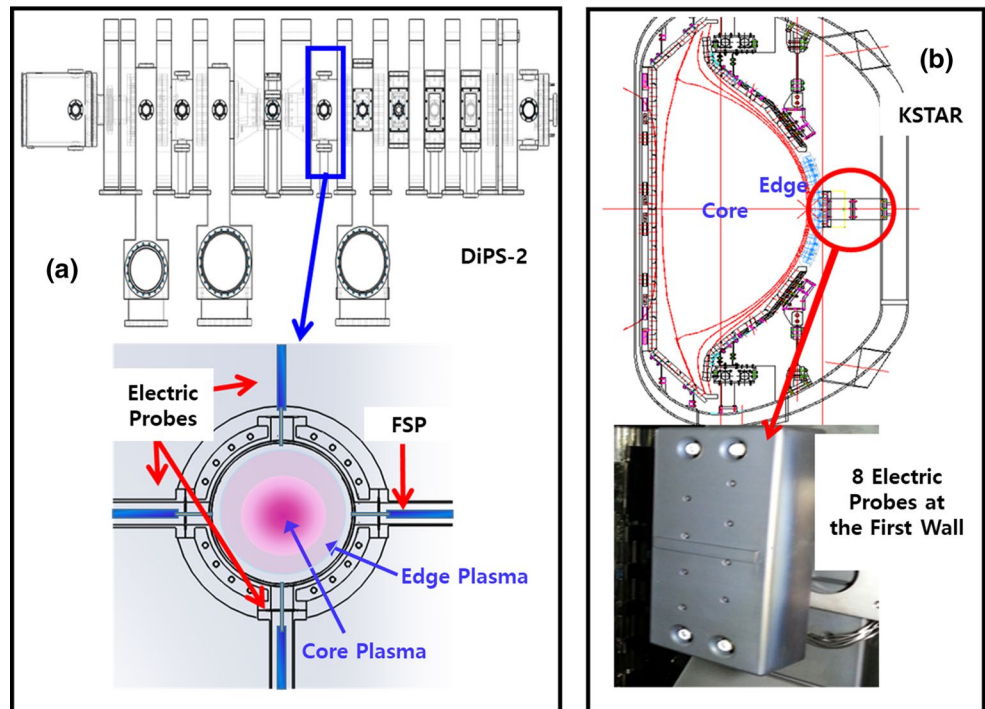 (a)
DiPS-2
Electric
Probes
FSP
Edge Plasma
Core Plasma
(b)
KSTAR
Edge
Core
8 Electric
Probes at
the First Wall